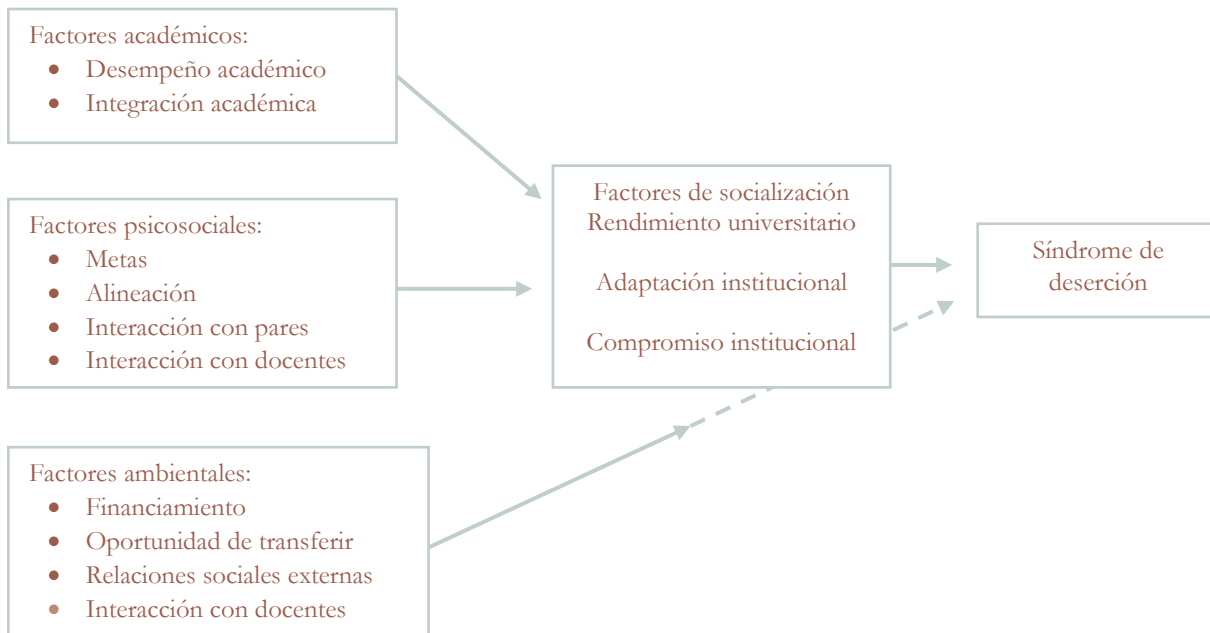 Factores académicos:
• Desempeño académico
• Integración académica
Factores psicosociales:
• Metas
• Alineación
• Interacción con pares
• Interacción con docentes
Factores ambientales:
• Financiamiento
• Oportunidad de transferir
• Relaciones sociales externas
• Interacción con docentes
Factores de socialización
Rendimiento universitario
Adaptación institucional
Compromiso institucional
Síndrome de
deserción